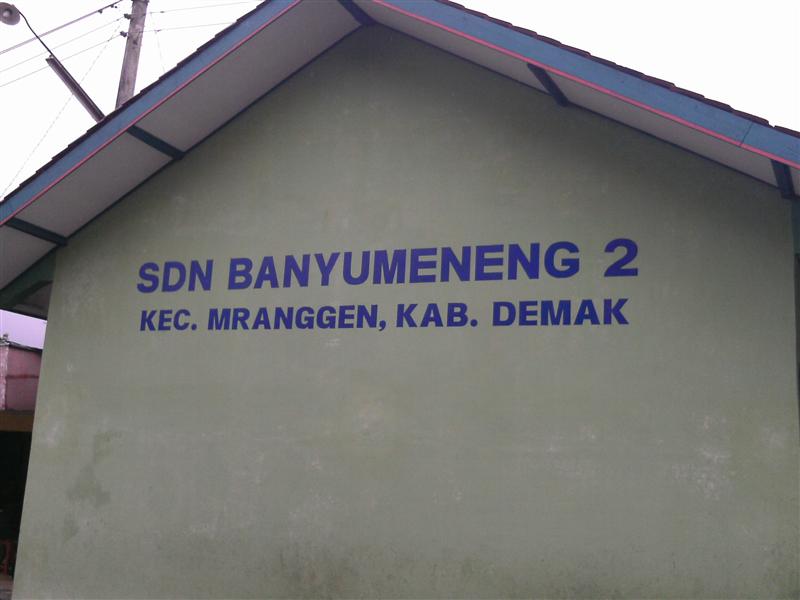 SDN BANYUMENENG 2
KEC. MRANGGEN, KAB. DEMAK